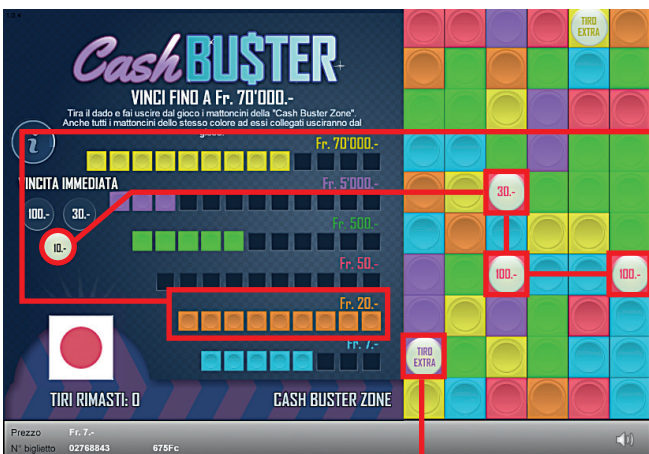 TIRO
EXTRA
Cash BU$TER
VINCI FINO A Fr. 70'000.-
Tira il dado e fai uscire dal gioco i mattoncini della "Cash Buster Zone".
Anche tutti i mattoncini dello stesso colore ad essi collegati usciranno dal
i
Fr. 70'000.-
VINCITA IMMEDIATA
Fr. 5'000.-
30.-
100.-
30.-
Fr. 500.-
10.-
Fr. 50.-
100.-
100.-
Fr. 20.-
Fr. 7.-
TIRO
EXTRA
TIRI RIMASTI: 0
CASH BUSTER ZONE
Prezzo Fr. 7.-
N° biglietto 02768843 675Fc